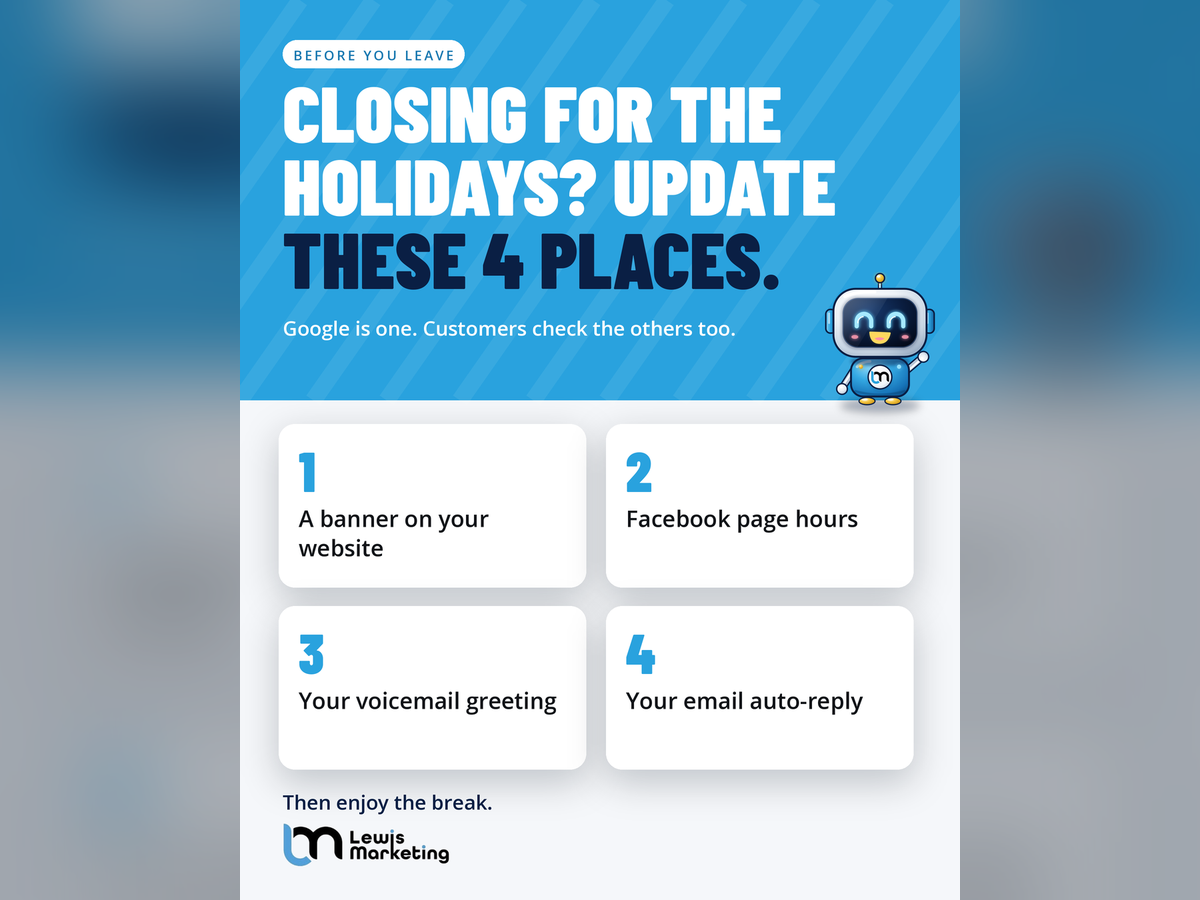 BEFORE YOU LEAVE
CLOSING FOR THE
HOLIDAYS? UPDATE
THESE 4 PLACES.
Google is one. Customers check the others too.
1
A banner on your
website
2
Facebook page hours
3
Your voicemail greeting
4
Your email auto-reply
Then enjoy the break.
Lewis
Marketing